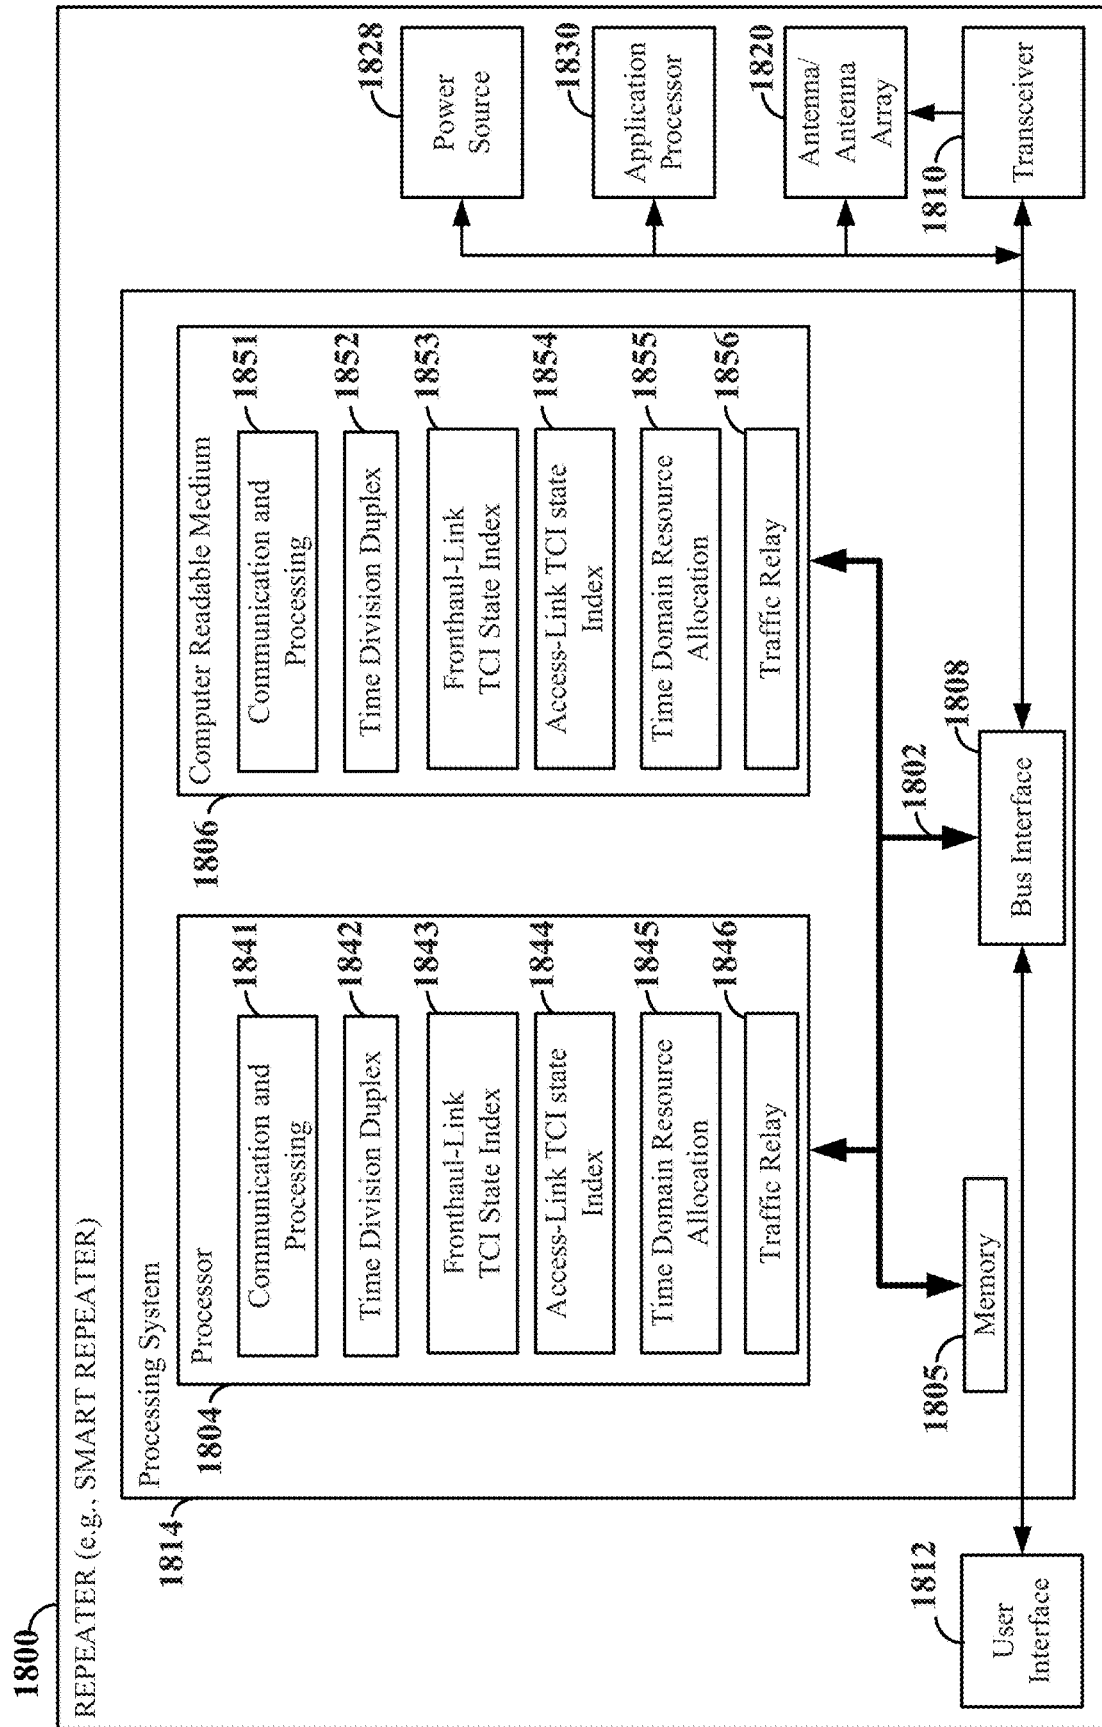 1800
REPEATER (e.g., SMART REPEATER)
1814
Processing System
1804
Processor
Communication and
Processing
1841
Time Division Duplex
1842
Fronthaul-Link
TCI State Index
1843
Access-Link TCI state
Index
1844
Time Domain Resource
Allocation
1845
Traffic Relay
1846
1806
Computer Readable Medium
Communication and
Processing
1851
Time Division Duplex
1852
Fronthaul-Link
TCI State Index
1853
Access-Link TCI state
Index
1854
Time Domain Resource
Allocation
1855
Traffic Relay
1856
1802
1805
Memory
Bus Interface
1808
1812
User
Interface
Power
Source
1828
Application
Processor
1830
Antenna/
Antenna
Array
1820
1810
Transceiver